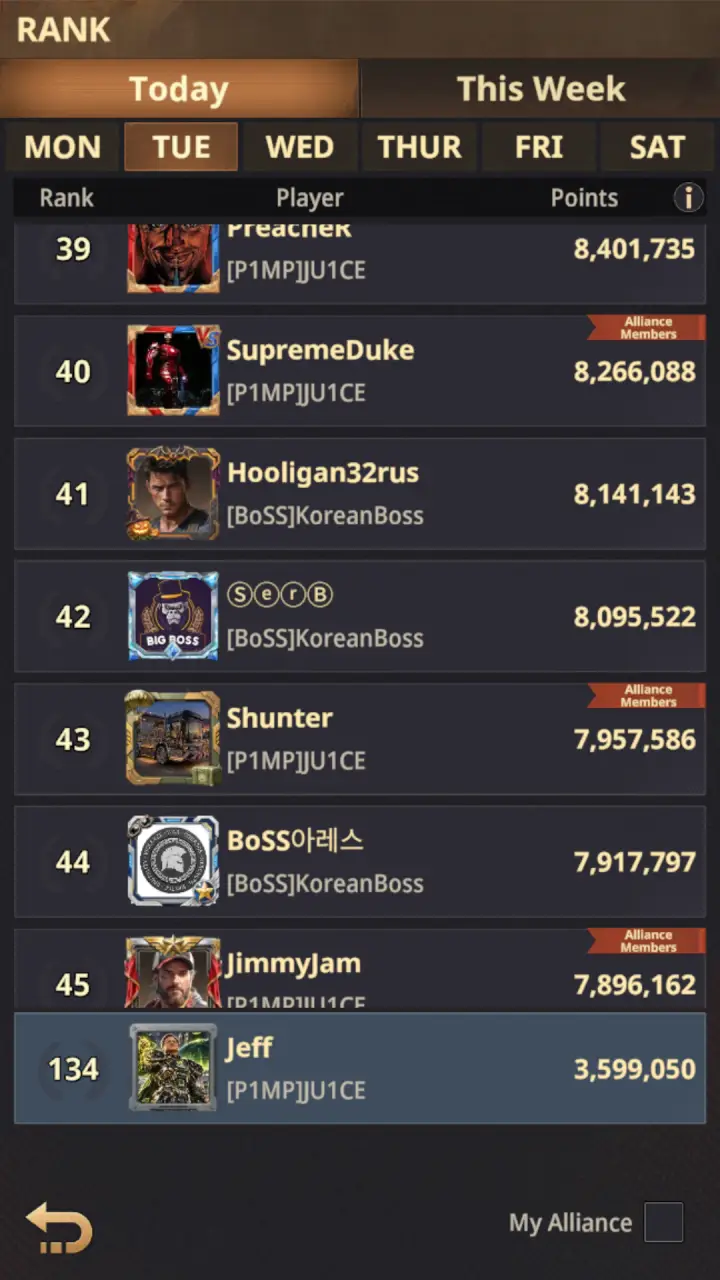 RANK
Today
This Week
MON
TUE
WED
THUR
FRI
SAT
Rank
Player
Points
i
39
PreacheR
[P1MP]JU1CE
8,401,735
Alliance
Members
40
VS
SupremeDuke
[P1MP]JU1CE
8,266,088
41
Hooligan32rus
[BoSS]KoreanBoss
8,141,143
42
BIG BOSS
ⓈⓔⓡⒷ
[BoSS]KoreanBoss
8,095,522
Alliance
Members
43
Shunter
[P1MP]JU1CE
7,957,586
44
BoSS아레스
[BoSS]KoreanBoss
7,917,797
Alliance
Members
45
JimmyJam
[P1MP]JU1CE
7,896,162
134
Jeff
[P1MP]JU1CE
3,599,050
My Alliance